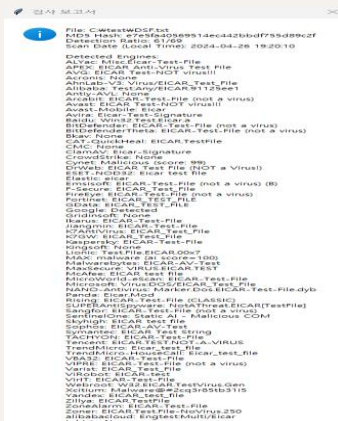 검사 보고서
File: C:₩test₩DSF.txt
Detection Ratio: 61/69
Scan Date (Local Time): 2024-04-26 19:20:10
Detected Engines:
ALYac: Misc.Eicar-Test-File
APEX: EICAR Anti-Virus Test File
AVG: EICAR Test-NOT virus!!!
AhnLab-V3: Virus/EICAR_Test_File
Alibaba: Test:Any/EICAR.91125ee1
Antiy-AVL: None
Arcabit: EICAR-Test-File (not a virus)
Avast: EICAR Test-NOT virus!!!
Avast-Mobile: Eicar
Avira: Eicar-Test-Signature
Baidu: Win32.Test.Eicar.a
BitDefender: EICAR-Test-File (not a virus)
BitDefenderTheta: EICAR-Test-File (not a virus)
Bkav: None
CAT-QuickHeal: EICAR.TestFile
CMC: None
ClamAV: Eicar-Signature
CrowdStrike: None
Cynet: Malicious (score: 99)
DrWeb: EICAR Test File (NOT a Virus!)
ESET-NOD32: Eicar test file
Elastic: eicar
Emsisoft: EICAR-Test-File (not a virus) (B)
F-Secure: EICAR_Test_File
FireEye: EICAR-Test-File (not a virus)
Fortinet: EICAR_TEST_FILE
GData: EICAR_TEST_FILE
Google: Detected
Gridinsoft: None
Ikarus: EICAR-Test-File
Jiangmin: EICAR-Test-File
K7AntiVirus: EICAR_Test_File
K7GW: EICAR_Test_File
Kaspersky: EICAR-Test-File
Kingsoft: None
Lionic: Test.File.EICAR.00x7
MAX: malware (ai score=100)
Malwarebytes: EICAR-AV-Test
MaxSecure: VIRUS.EICAR.TEST
McAfee: EICAR test file
MicroWorld-eScan: EICAR-Test-File
Microsoft: Virus:DOS/EICAR_Test_File
NANO-Antivirus: Marker.Dos.EICAR-Test-File.dyb
Panda: Eicar.Mod
Rising: EICAR-Test-File (CLASSIC)
SUPERAntiSpyware: NotAThreat.EICAR[TestFile]
Sangfor: EICAR-Test-File (not a virus)
SentinelOne: Static AI - Malicious COM
Skyhigh: EICAR test file
Sophos: EICAR-AV-Test
Symantec: EICAR Test String
TACHYON: EICAR-Test-File
Tencent: EICAR.TEST.NOT-A-VIRUS
TrendMicro: Eicar_test_file
TrendMicro-HouseCall: Eicar_test_file
VBA32: EICAR-Test-File
VIPRE: EICAR-Test-File (not a virus)
Varist: EICAR_Test_File
ViRobot: EICAR-test
VirIT: EICAR-Test-File
Webroot: W32.EICAR.TestVirus.Gen
Xcitium: Malware@#2cq3r85tb31i5
Yandex: EICAR_test_file
Zillya: EICAR.TestFile
ZoneAlarm: EICAR-Test-File
Zoner: EICAR.Test.File-NoVirus.250
alibabacloud: Engtest:Multi/Eicar